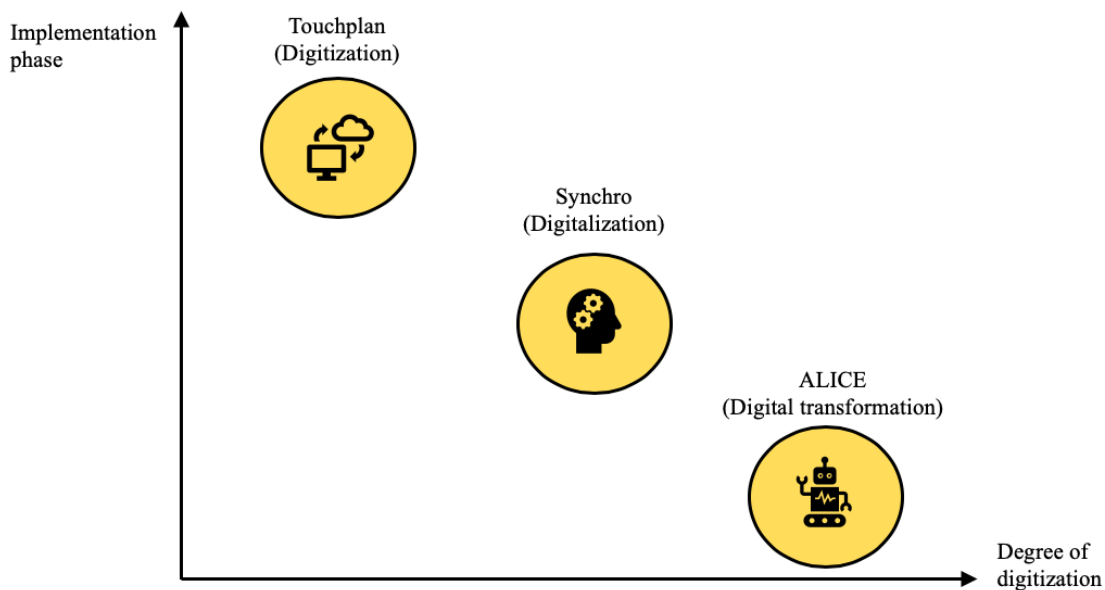 Implementation
phase
Touchplan
(Digitization)
Synchro
(Digitalization)
ALICE
(Digital transformation)
Degree of
digitization